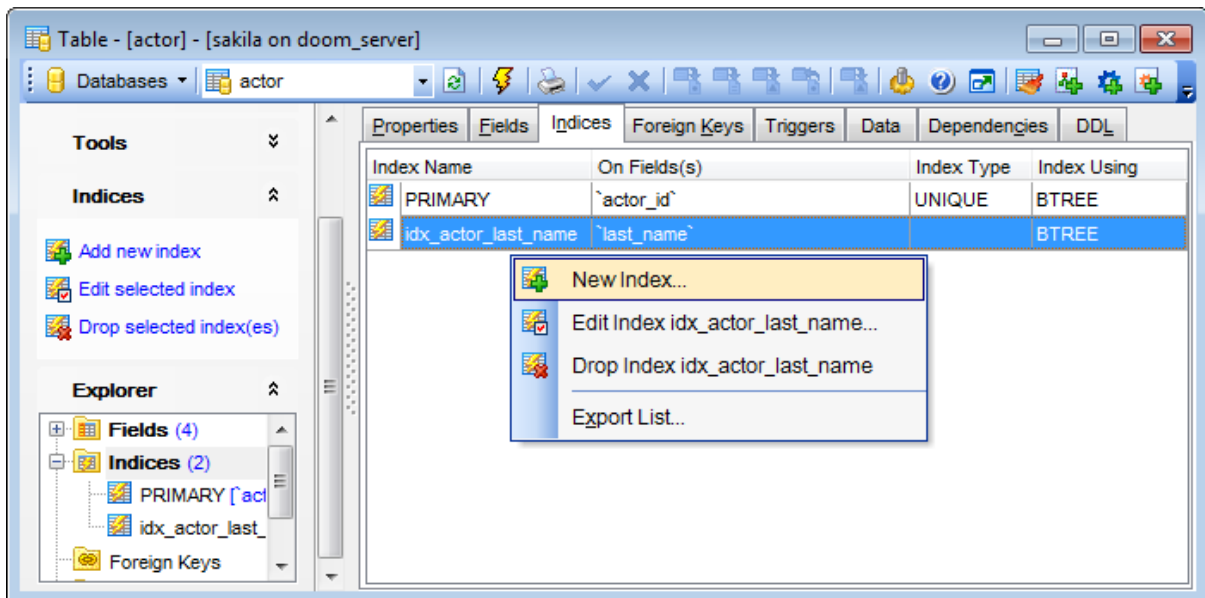 Table - [actor] - [sakila on doom_server]
Databases actor
Properties Fields Indices Foreign Keys Triggers Data Dependencies DDL
Tools
Indices
Add new index
Edit selected index
Drop selected index(es)
Explorer
Fields (4)
Indices (2)
PRIMARY [`act
idx_actor_last_
Foreign Keys
Index Name On Fields(s) Index Type Index Using
PRIMARY `actor_id` UNIQUE BTREE
idx_actor_last_name `last_name` BTREE
New Index...
Edit Index idx_actor_last_name...
Drop Index idx_actor_last_name
Export List...